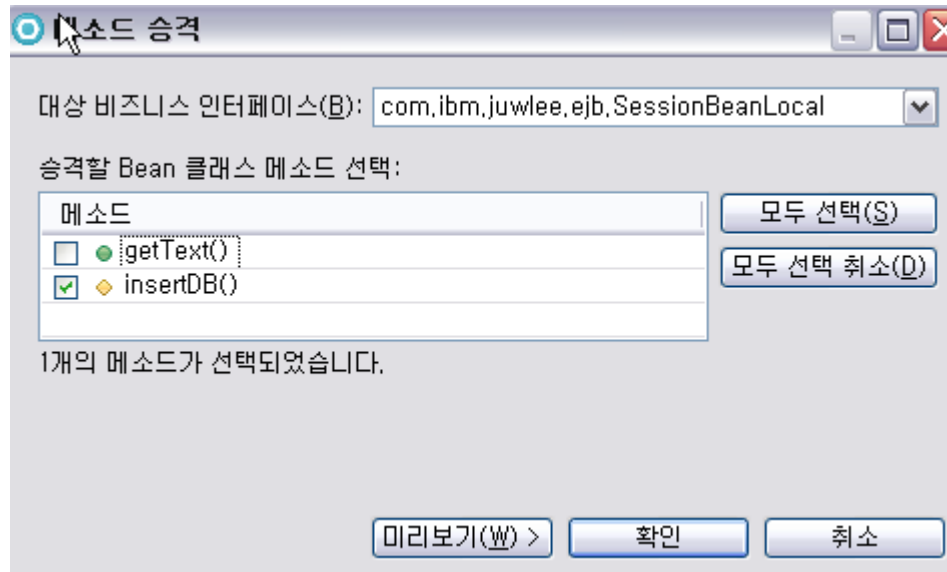 메소드 승격
대상 비즈니스 인터페이스(B): com.ibm.juwlee.ejb.SessionBeanLocal
승격할 Bean 클래스 메소드 선택:
메소드
getText()
insertDB()
모두 선택(S)
모두 선택 취소(D)
1개의 메소드가 선택되었습니다.
미리보기(W) >
확인
취소